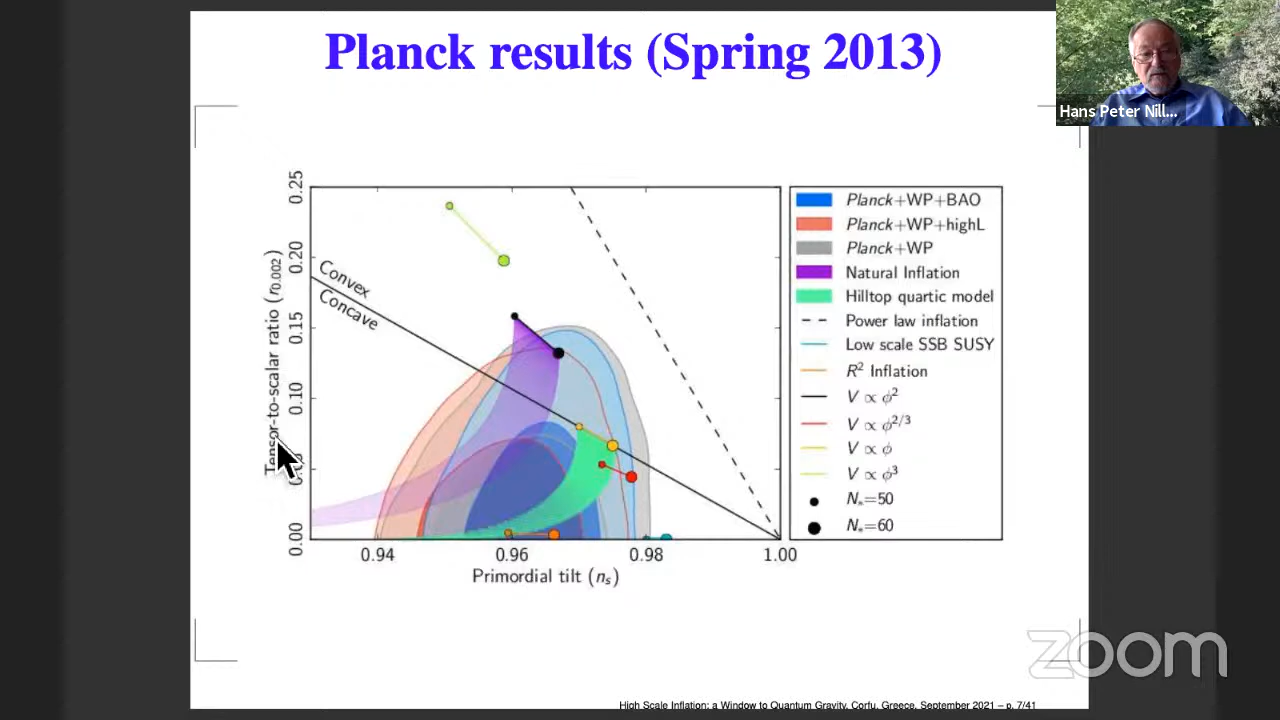 Planck results (Spring 2013)
Hans Peter Nill...
Tensor-to-scalar ratio (r0.002)
0.25
0.20
0.15
0.10
0.00
Convex
Concave
0.94
0.96
0.98
1.00
Primordial tilt (ns)
Planck+WP+BAO
Planck+WP+highL
Planck+WP
Natural Inflation
Hilltop quartic model
Power law inflation
Low scale SSB SUSY
R² Inflation
V ∝ ϕ²
V ∝ ϕ^2/3
V ∝ ϕ
V ∝ ϕ³
N*=50
N*=60
zoom
High Scale Inflation: a Window to Quantum Gravity, Corfu, Greece, September 2021 – p. 7/41